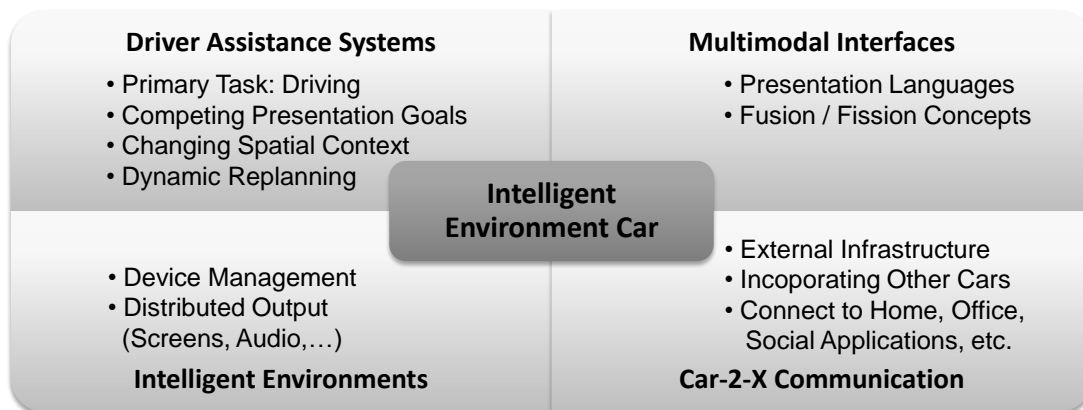 Driver Assistance Systems
• Primary Task: Driving
• Competing Presentation Goals
• Changing Spatial Context
• Dynamic Replanning
Multimodal Interfaces
• Presentation Languages
• Fusion / Fission Concepts
Intelligent
Environment Car
• Device Management
• Distributed Output
(Screens, Audio,…)
Intelligent Environments
• External Infrastructure
• Incoporating Other Cars
• Connect to Home, Office,
Social Applications, etc.
Car-2-X Communication